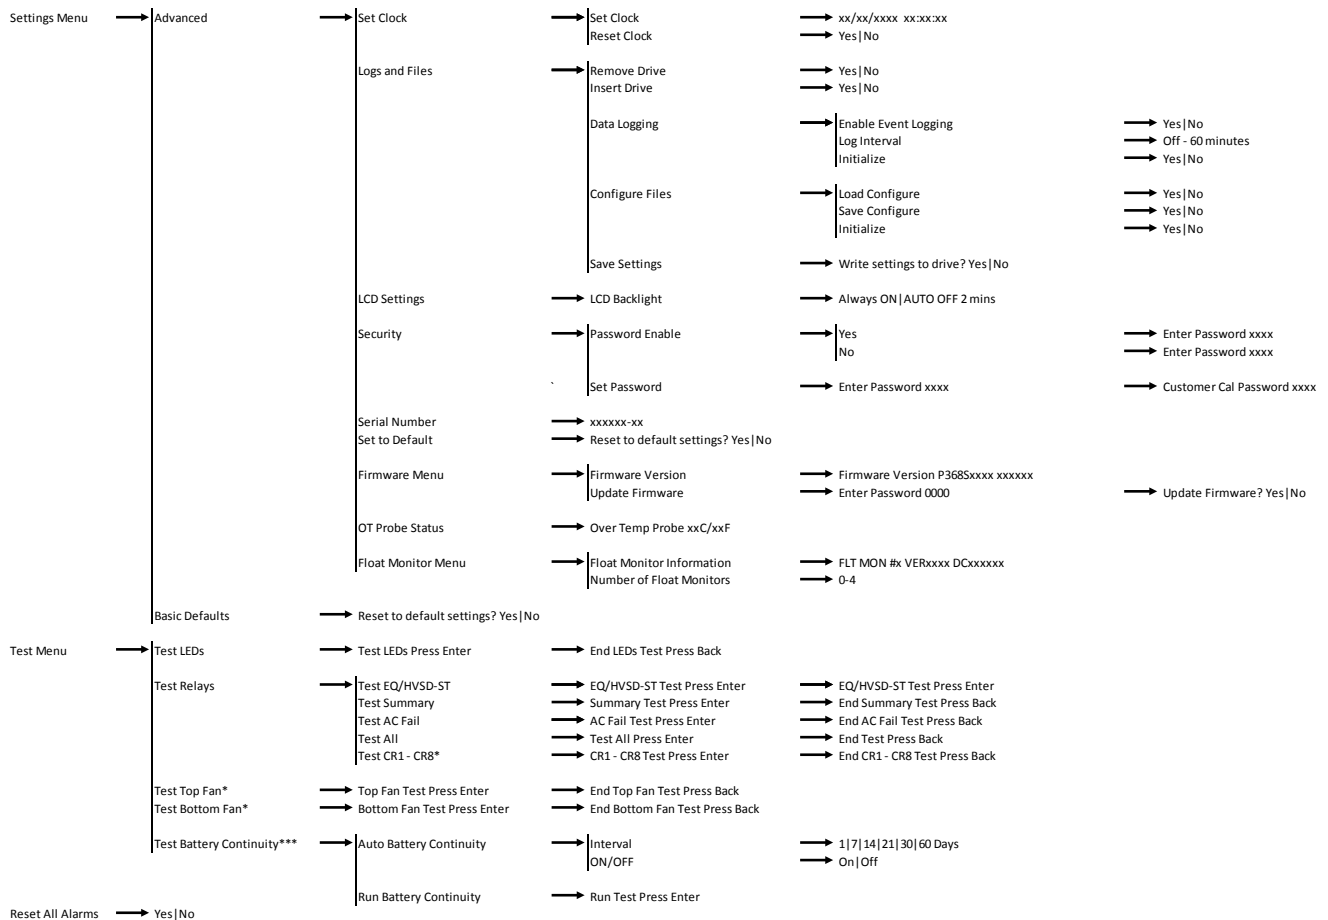 Settings Menu Advanced Set Clock Set Clock xx/xx/xxxx xx:xx:xx
Reset Clock Yes|No
Logs and Files Remove Drive Yes|No
Insert Drive Yes|No
Data Logging Enable Event Logging Yes|No
Log Interval Off - 60 minutes
Initialize Yes|No
Configure Files Load Configure Yes|No
Save Configure Yes|No
Initialize Yes|No
Save Settings Write settings to drive? Yes|No
LCD Settings LCD Backlight Always ON|AUTO OFF 2 mins
Security Password Enable Yes Enter Password xxxx
No Enter Password xxxx
` Set Password Enter Password xxxx Customer Cal Password xxxx
Serial Number xxxxxx-xx
Set to Default Reset to default settings? Yes|No
Firmware Menu Firmware Version Firmware Version P368Sxxxx xxxxxx
Update Firmware Enter Password 0000 Update Firmware? Yes|No
OT Probe Status Over Temp Probe xxC/xxF
Float Monitor Menu Float Monitor Information FLT MON #x VERxxxx DCxxxxxx
Number of Float Monitors 0-4
Basic Defaults Reset to default settings? Yes|No
Test Menu Test LEDs Test LEDs Press Enter End LEDs Test Press Back
Test Relays Test EQ/HVSD-ST EQ/HVSD-ST Test Press Enter EQ/HVSD-ST Test Press Enter
Test Summary Summary Test Press Enter End Summary Test Press Back
Test AC Fail AC Fail Test Press Enter End AC Fail Test Press Back
Test All Test All Press Enter End Test Press Back
Test CR1 - CR8* CR1 - CR8 Test Press Enter End CR1 - CR8 Test Press Back
Test Top Fan* Top Fan Test Press Enter End Top Fan Test Press Back
Test Bottom Fan* Bottom Fan Test Press Enter End Bottom Fan Test Press Back
Test Battery Continuity*** Auto Battery Continuity Interval 1|7|14|21|30|60 Days
ON/OFF On|Off
Run Battery Continuity Run Test Press Enter
Reset All Alarms Yes|No